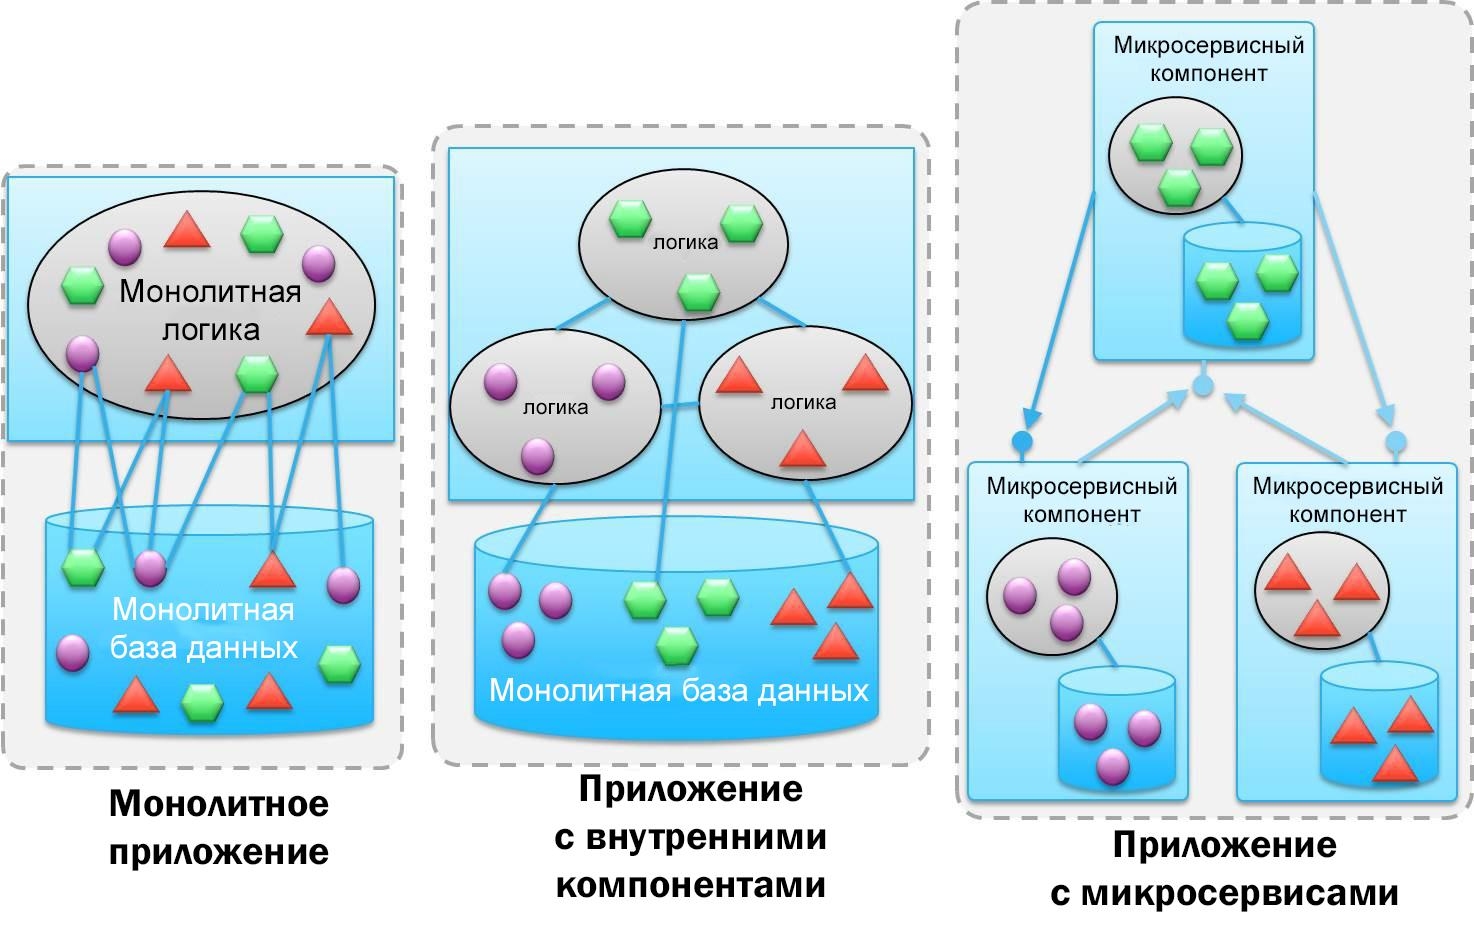 Монолитная
логика
Монолитная
база данных
Монолитное
приложение
логика
логика
логика
Монолитная база данных
Приложение
с внутренними
компонентами
Микросервисный
компонент
Микросервисный
компонент
Микросервисный
компонент
Приложение
с микросервисами